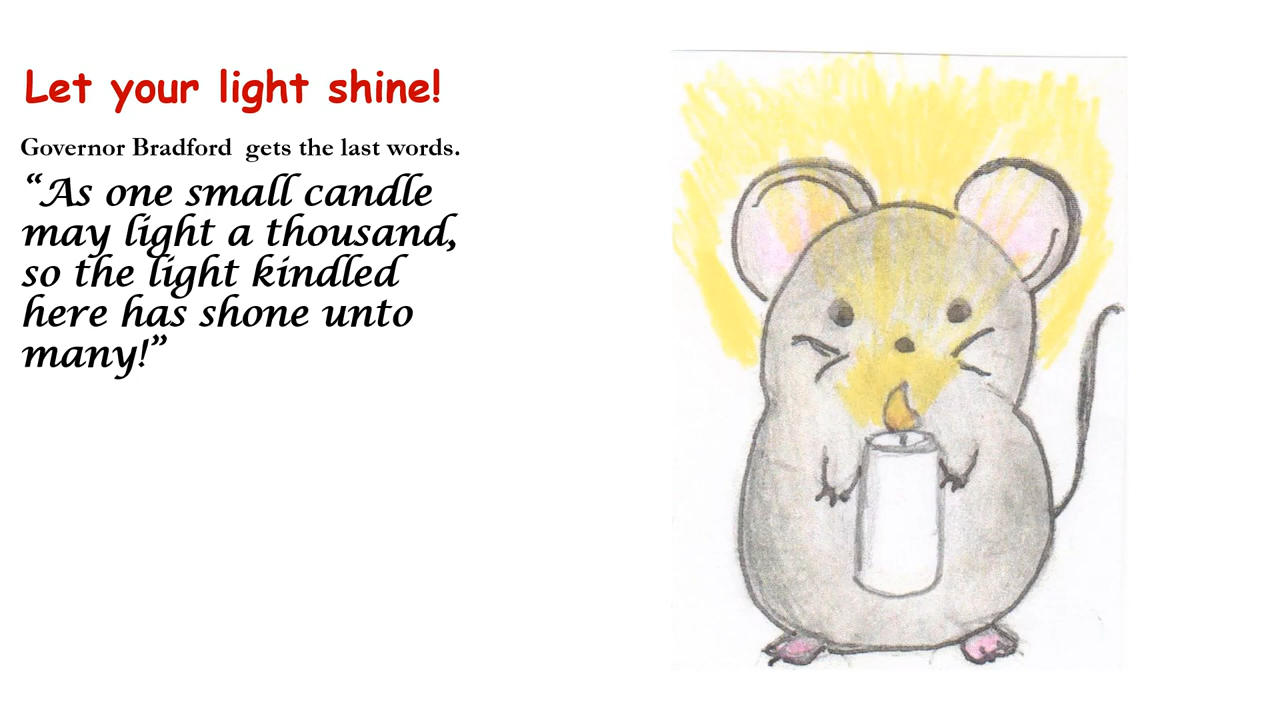 Let your light shine!
Governor Bradford  gets the last words.
“As one small candle
may light a thousand,
so the light kindled
here has shone unto
many!”